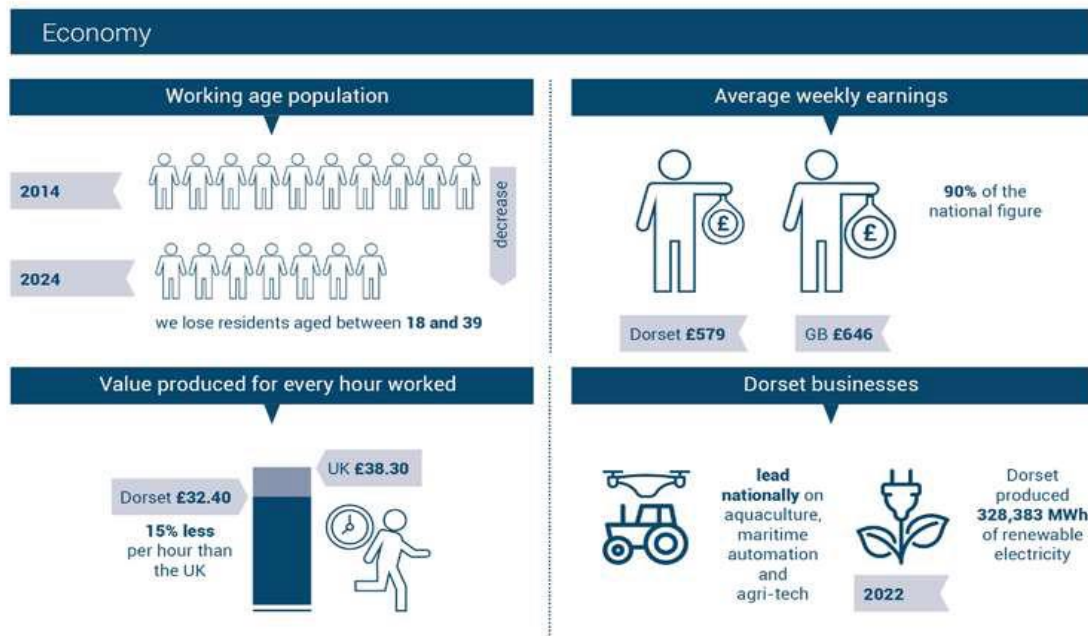 Economy
Working age population
2014
decrease
2024
we lose residents aged between 18 and 39
Average weekly earnings
£
£
90% of the
national figure
Dorset £579
GB £646
Value produced for every hour worked
UK £38.30
Dorset £32.40
15% less
per hour than
the UK
Dorset businesses
lead
nationally on
aquaculture,
maritime
automation
and
agri-tech
2022
Dorset
produced
328,383 MWh
of renewable
electricity